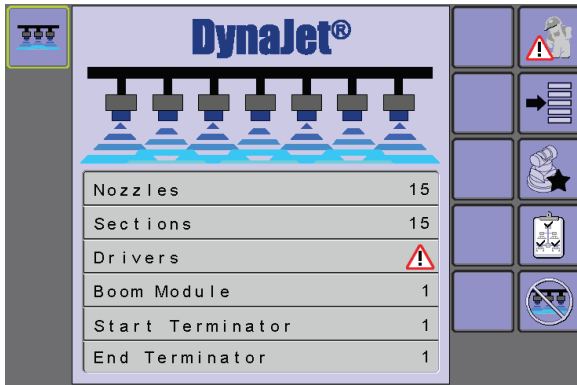 DynaJet®
Nozzles 15
Sections 15
Drivers
Boom Module 1
Start Terminator 1
End Terminator 1